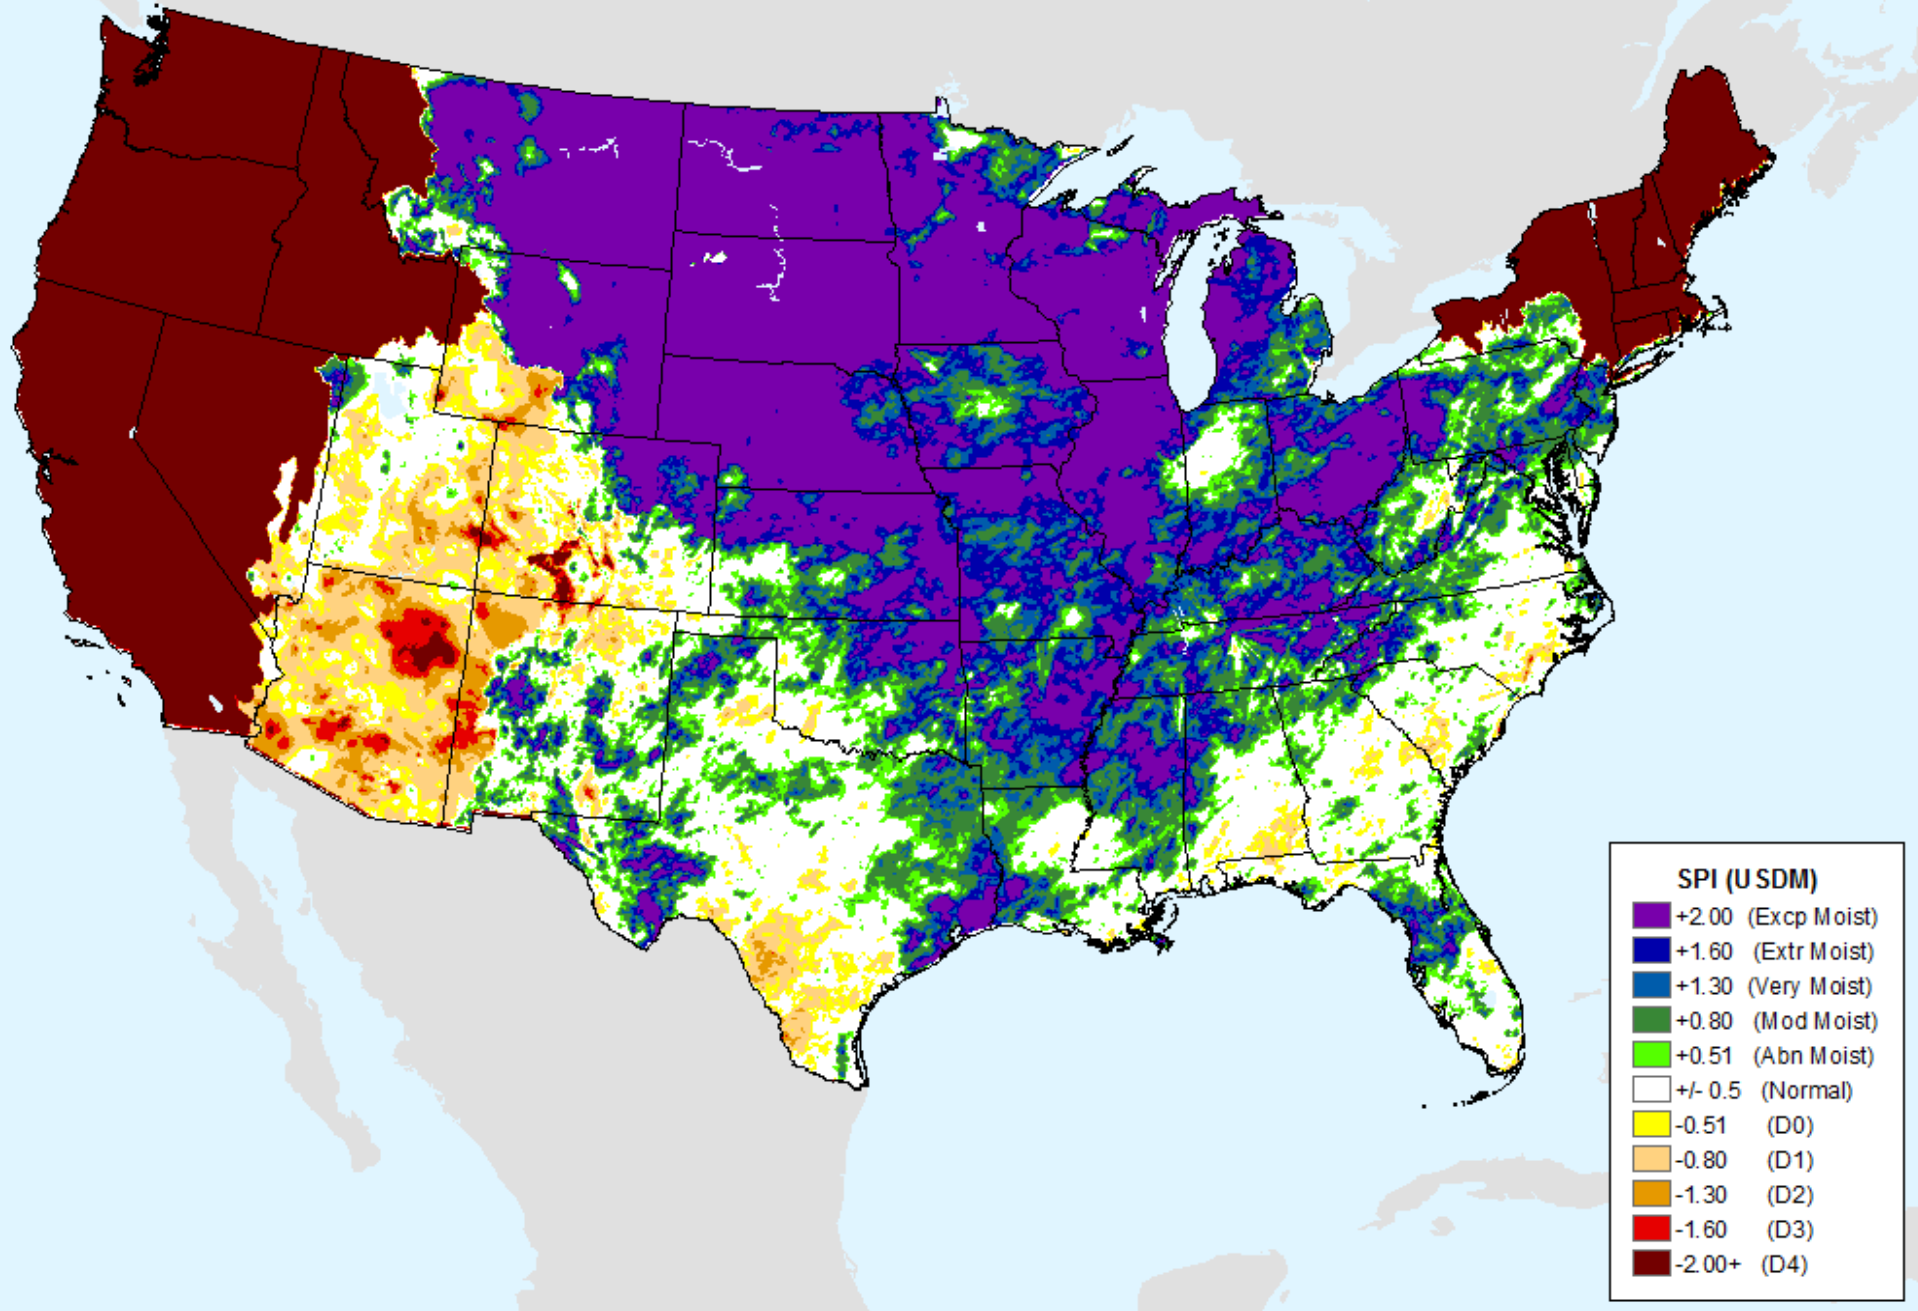 SPI (USDM)
+2.00 (Excp Moist)
+1.60 (Extr Moist)
+1.30 (Very Moist)
+0.80 (Mod Moist)
+0.51 (Abn Moist)
+/- 0.5 (Normal)
-0.51 (D0)
-0.80 (D1)
-1.30 (D2)
-1.60 (D3)
-2.00+ (D4)